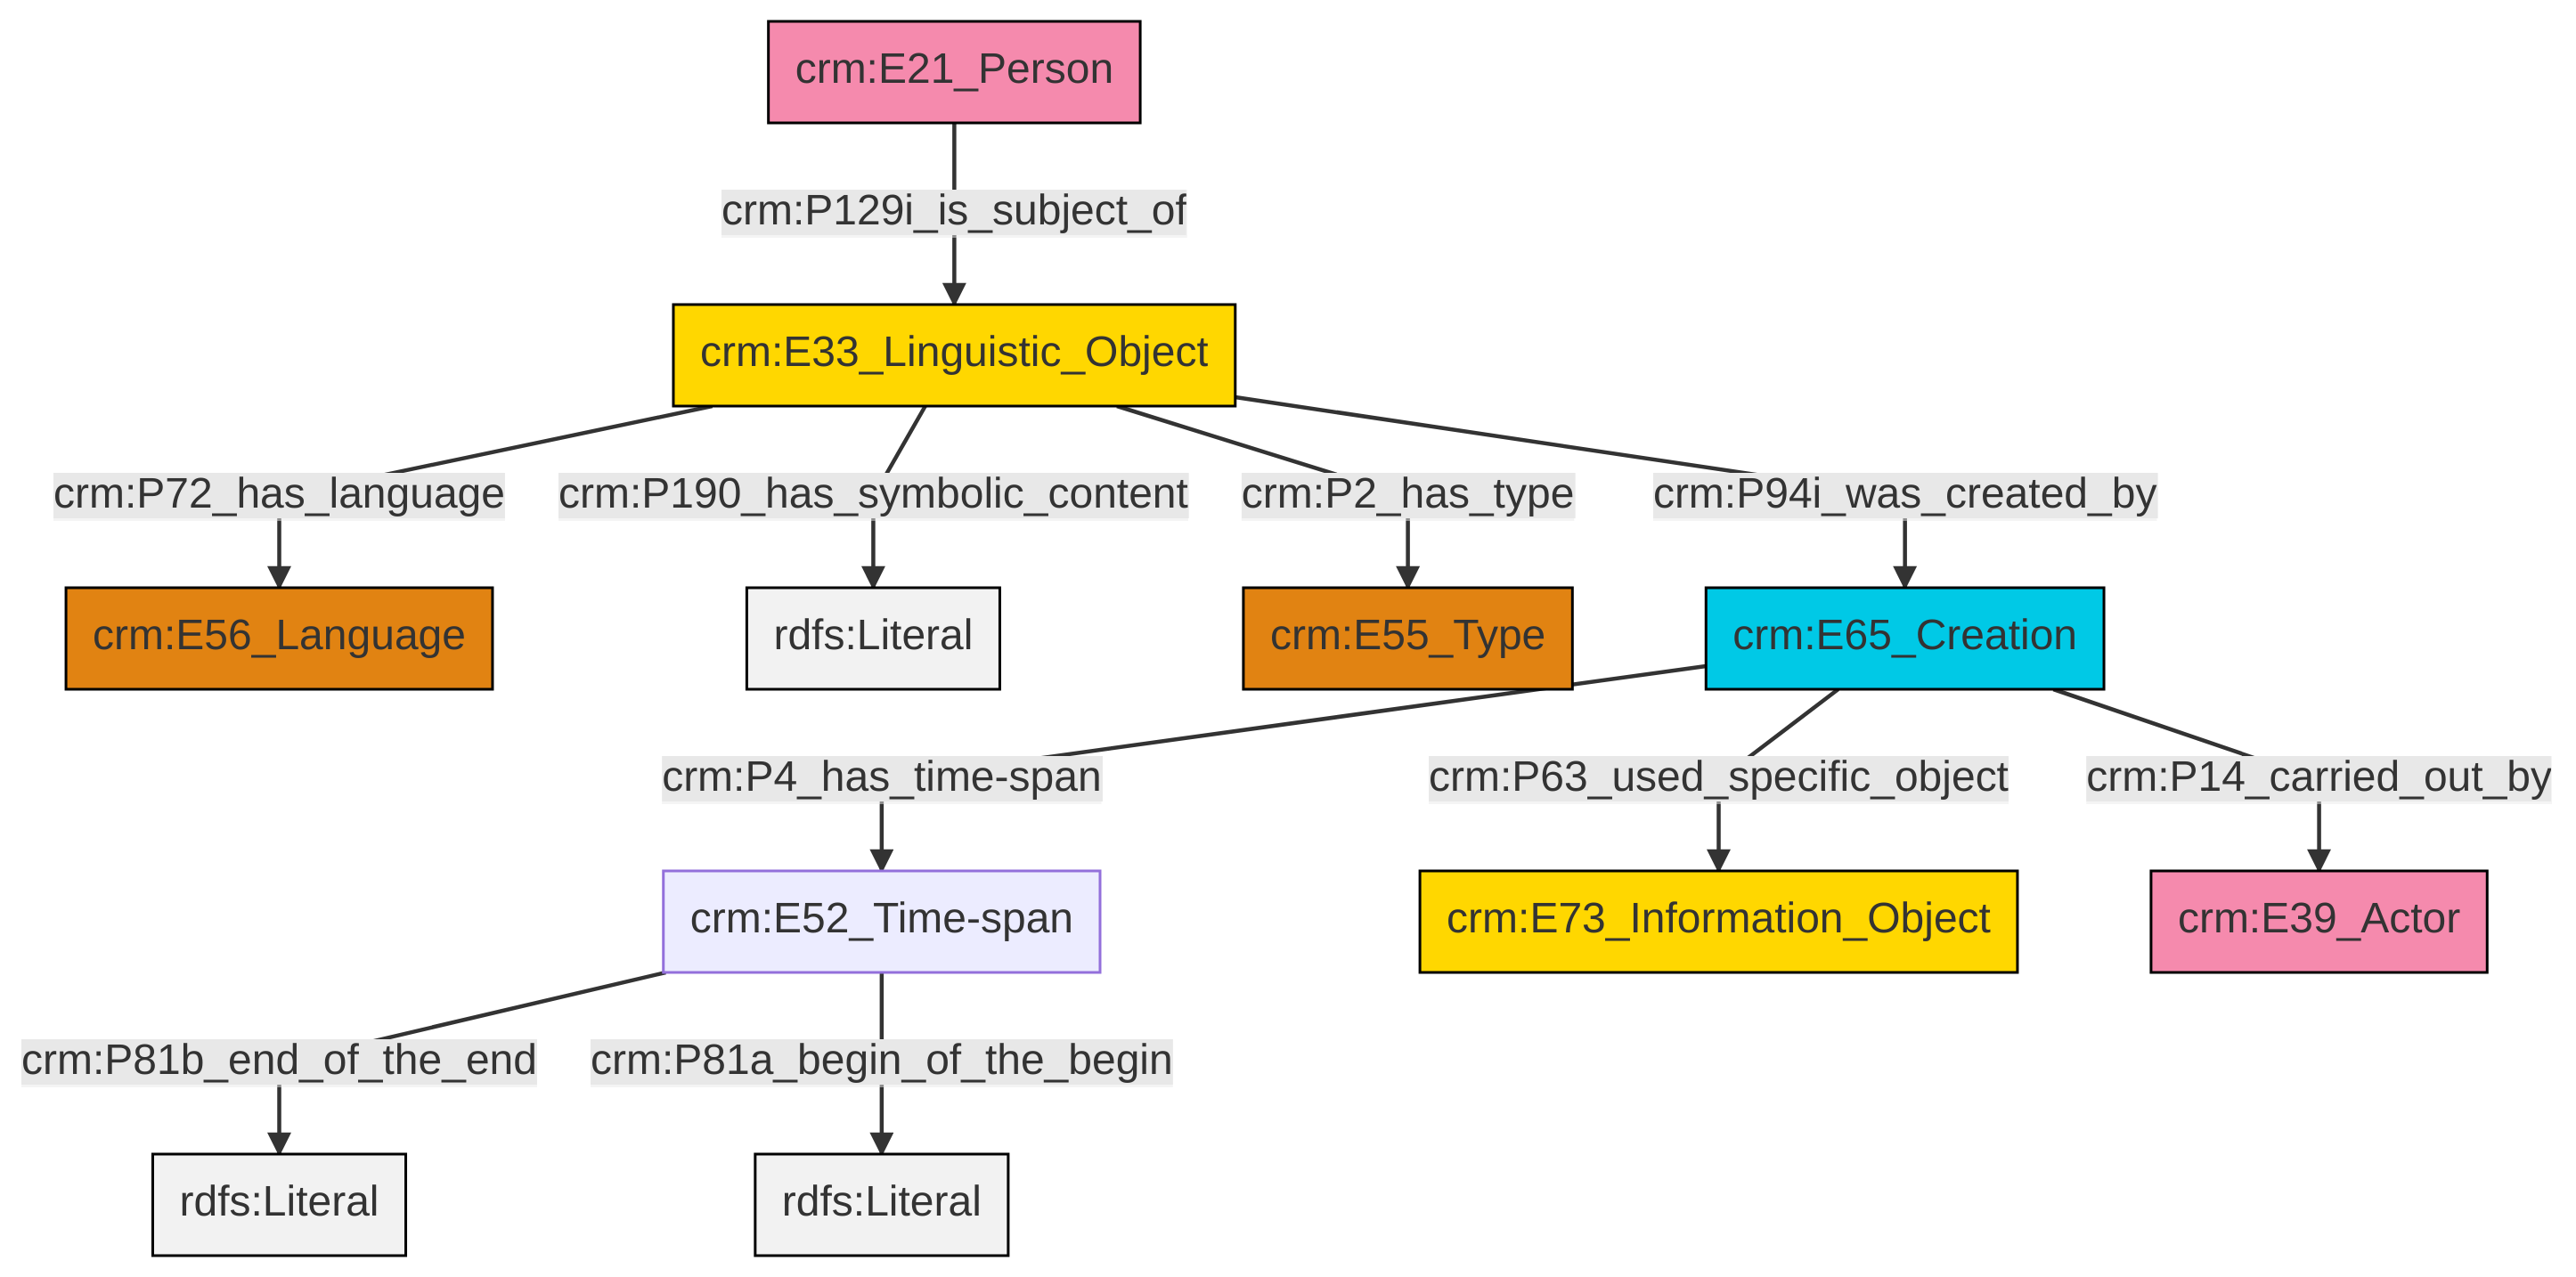 crm:E21_Person
crm:P129i_is_subject_of
crm:E33_Linguistic_Object
crm:P72_has_language
crm:P190_has_symbolic_content
crm:P2_has_type
crm:P94i_was_created_by
crm:E56_Language
rdfs:Literal
crm:E55_Type
crm:E65_Creation
crm:P4_has_time-span
crm:P63_used_specific_object
crm:P14_carried_out_by
crm:E52_Time-span
crm:E73_Information_Object
crm:E39_Actor
crm:P81b_end_of_the_end
crm:P81a_begin_of_the_begin
rdfs:Literal
rdfs:Literal